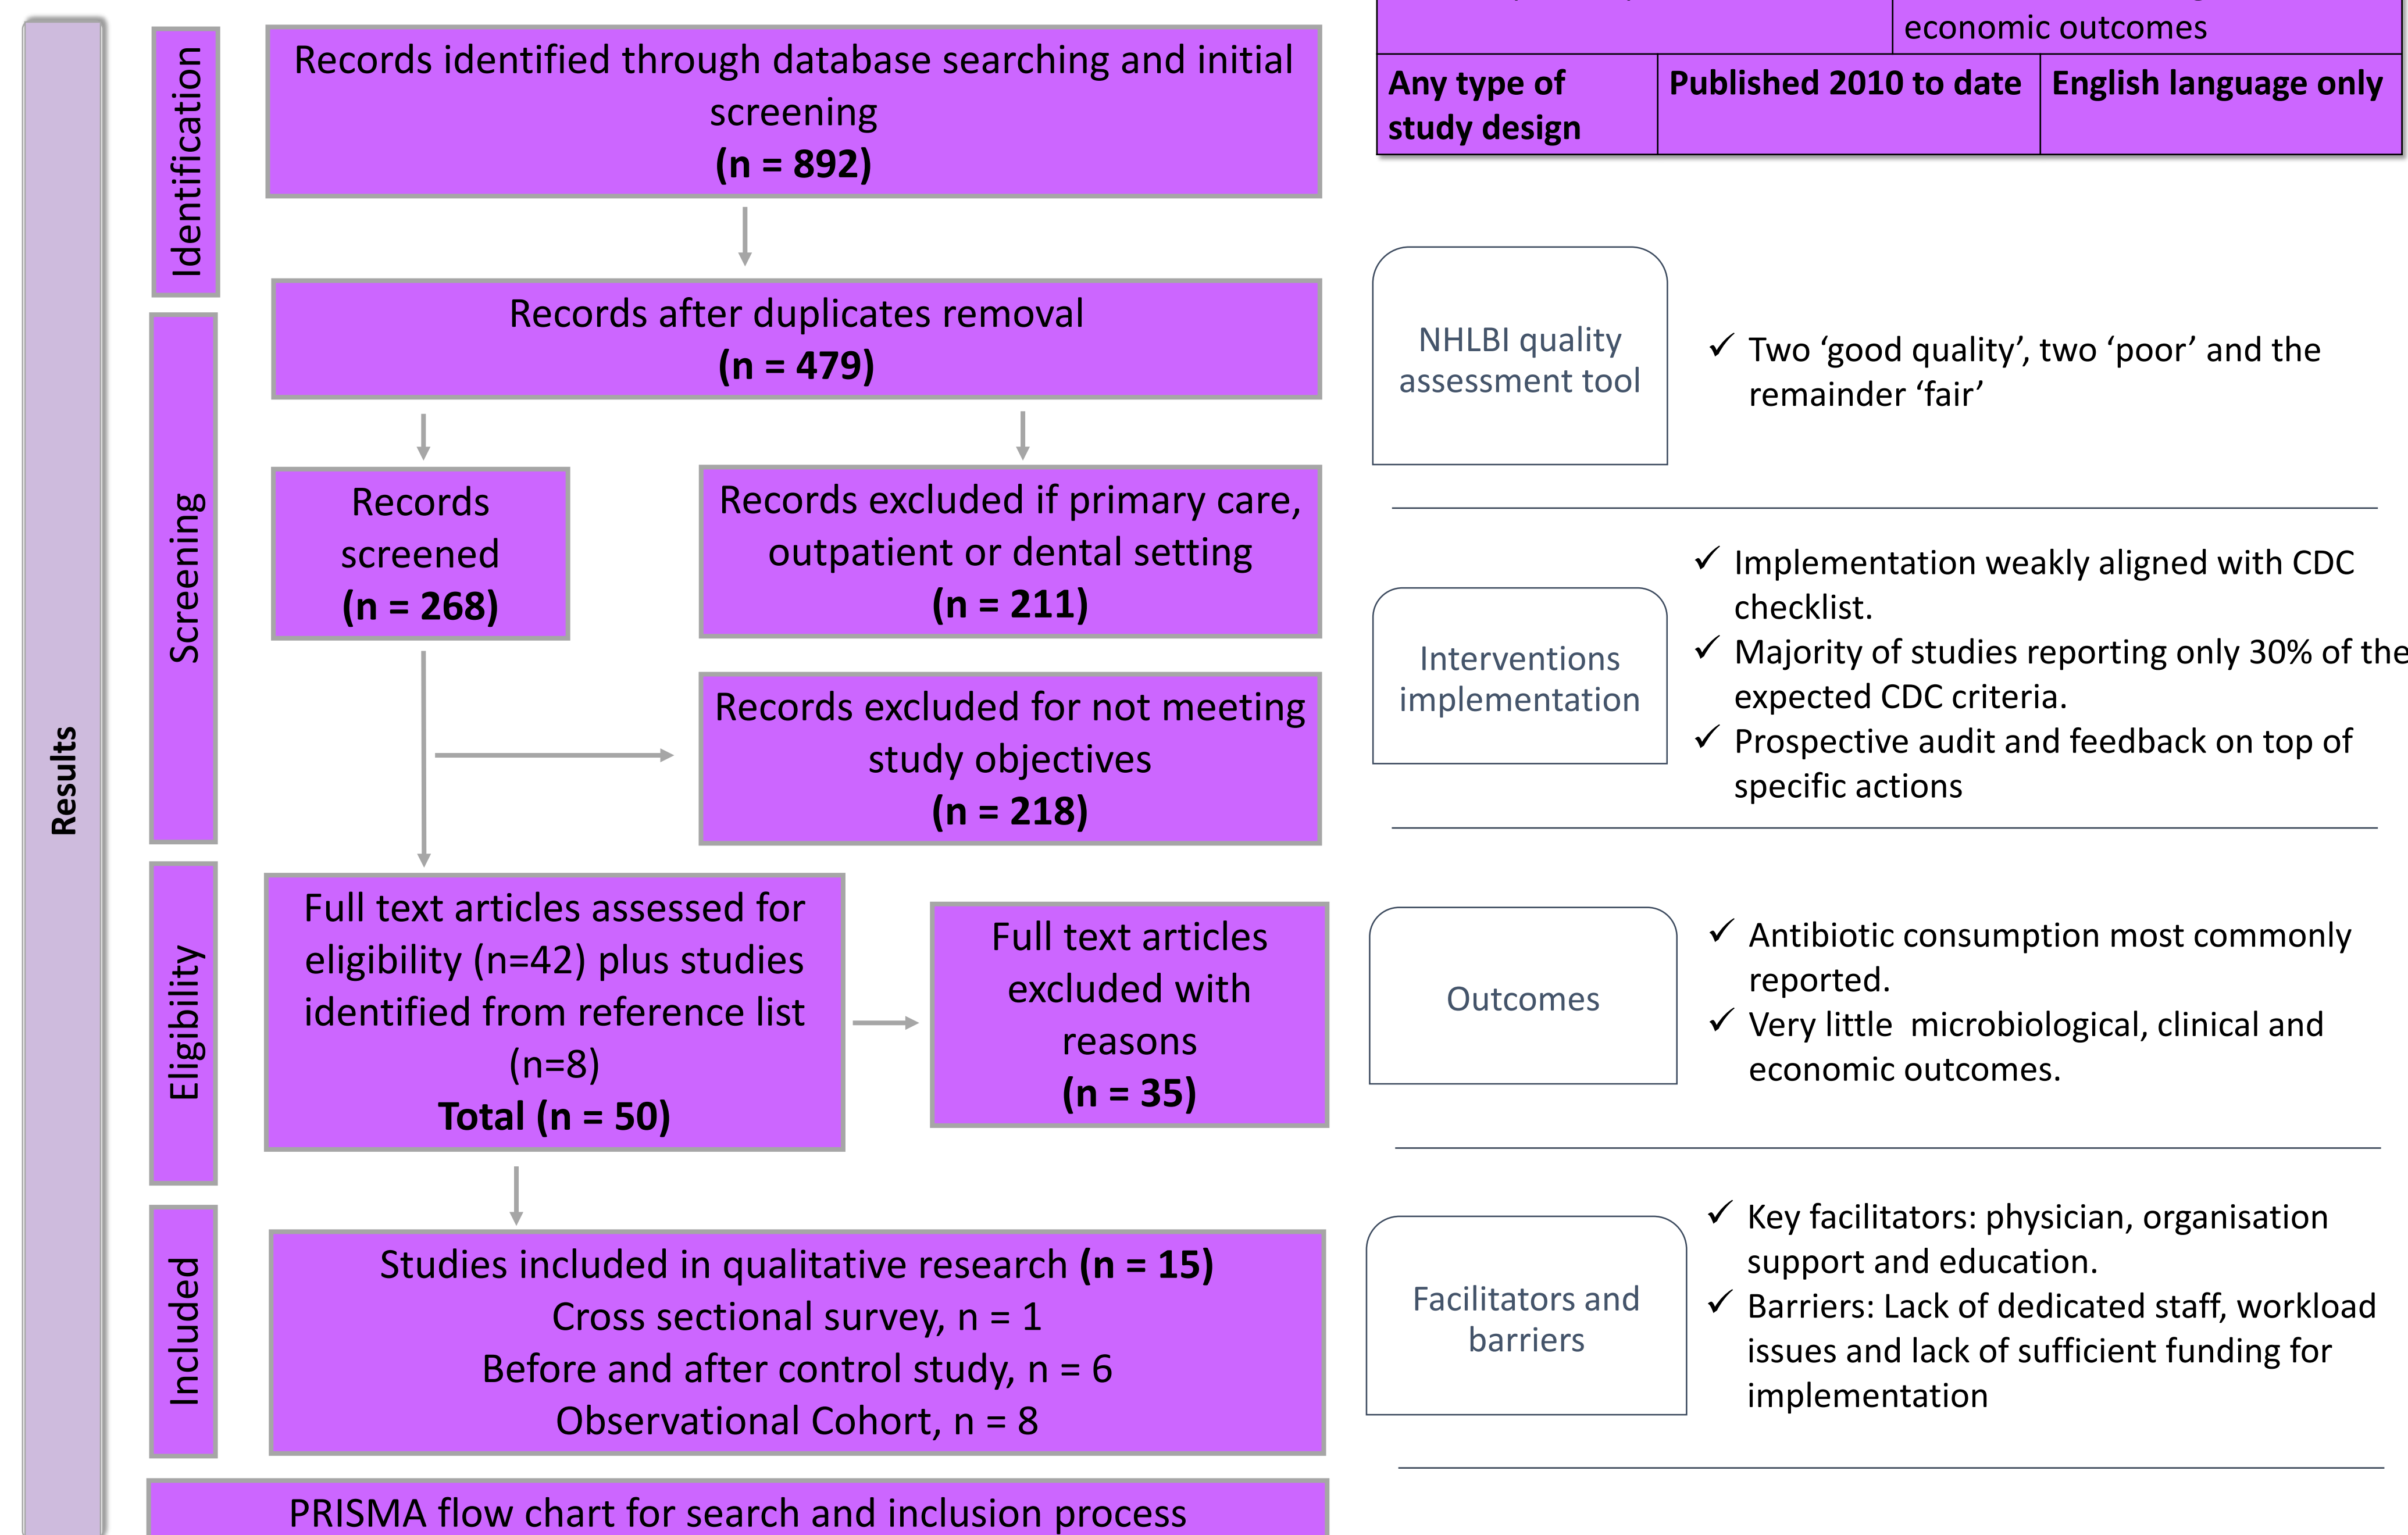 Results
Identification
Records identified through database searching and initial
screening
(n = 892)
Records after duplicates removal
(n = 479)
Screening
Records
screened
(n = 268)
Records excluded if primary care,
outpatient or dental setting
(n = 211)
Records excluded for not meeting
study objectives
(n = 218)
Eligibility
Full text articles assessed for
eligibility (n=42) plus studies
identified from reference list
(n=8)
Total (n = 50)
Full text articles
excluded with
reasons
(n = 35)
Included
Studies included in qualitative research (n = 15)
Cross sectional survey, n = 1
Before and after control study, n = 6
Observational Cohort, n = 8
PRISMA flow chart for search and inclusion process
economic outcomes
Any type of
study design
Published 2010 to date
English language only
NHLBI quality
assessment tool
✓ Two ‘good quality’, two ‘poor’ and the
remainder ‘fair’
Interventions
implementation
✓ Implementation weakly aligned with CDC
checklist.
✓ Majority of studies reporting only 30% of the
expected CDC criteria.
✓ Prospective audit and feedback on top of
specific actions
Outcomes
✓ Antibiotic consumption most commonly
reported.
✓ Very little  microbiological, clinical and
economic outcomes.
Facilitators and
barriers
✓ Key facilitators: physician, organisation
support and education.
✓ Barriers: Lack of dedicated staff, workload
issues and lack of sufficient funding for
implementation